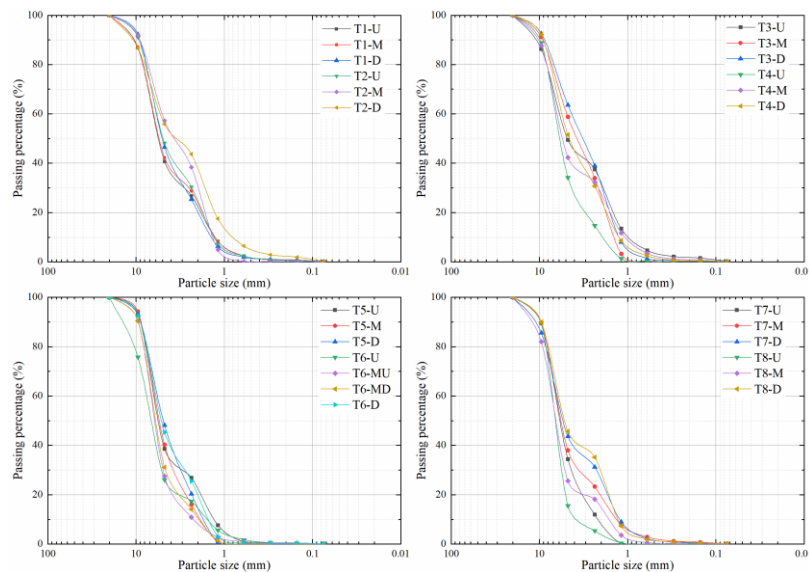 T1-U
T1-M
T1-D
T2-U
T2-M
T2-D
Passing percentage (%)
100
80
60
40
20
0
100
10
1
0.1
0.01
Particle size (mm)
T3-U
T3-M
T3-D
T4-U
T4-M
T4-D
Passing percentage (%)
100
80
60
40
20
0
100
10
1
0.1
0.0
Particle size (mm)
T5-U
T5-M
T5-D
T6-U
T6-MU
T6-MD
T6-D
Passing percentage (%)
100
80
60
40
20
0
100
10
1
0.1
0.01
Particle size (mm)
T7-U
T7-M
T7-D
T8-U
T8-M
T8-D
Passing percentage (%)
100
80
60
40
20
0
100
10
1
0.1
0.01
Particle size (mm)